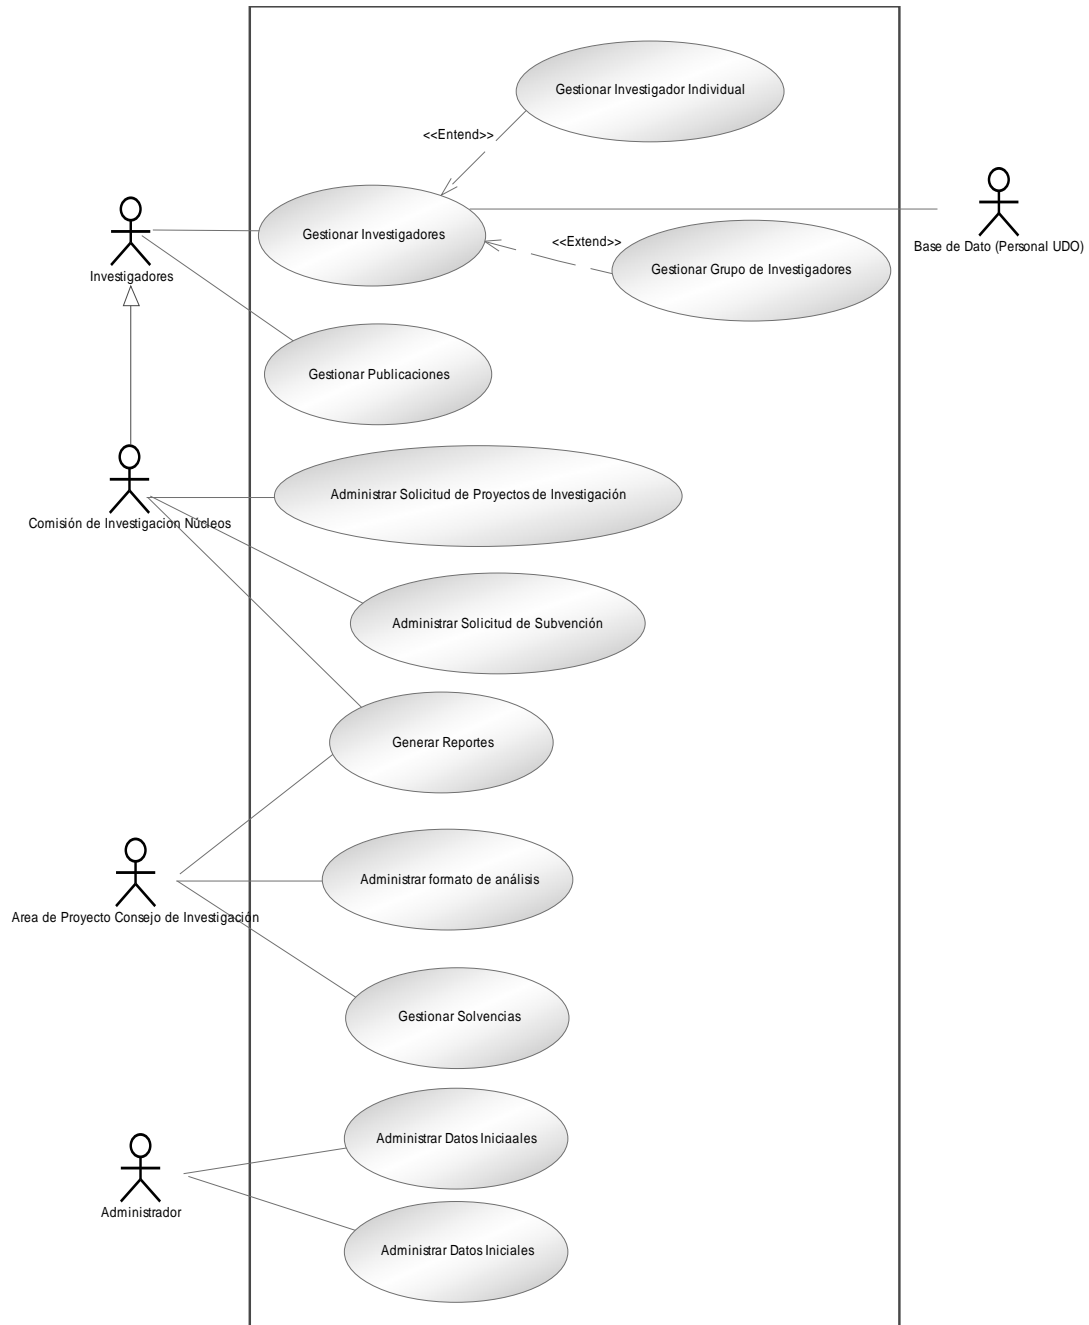 Gestionar Investigador Individual
<<Entend>>
Gestionar Investigadores
<<Extend>>
Base de Dato (Personal UDO)
Gestionar Grupo de Investigadores
Investigadores
Gestionar Publicaciones
Administrar Solicitud de Proyectos de Investigación
Comisión de Investigacion Núcleos
Administrar Solicitud de Subvención
Generar Reportes
Administrar formato de análisis
Area de Proyecto Consejo de Investigación
Gestionar Solvencias
Administrar Datos Iniciaales
Administrador
Administrar Datos Iniciales